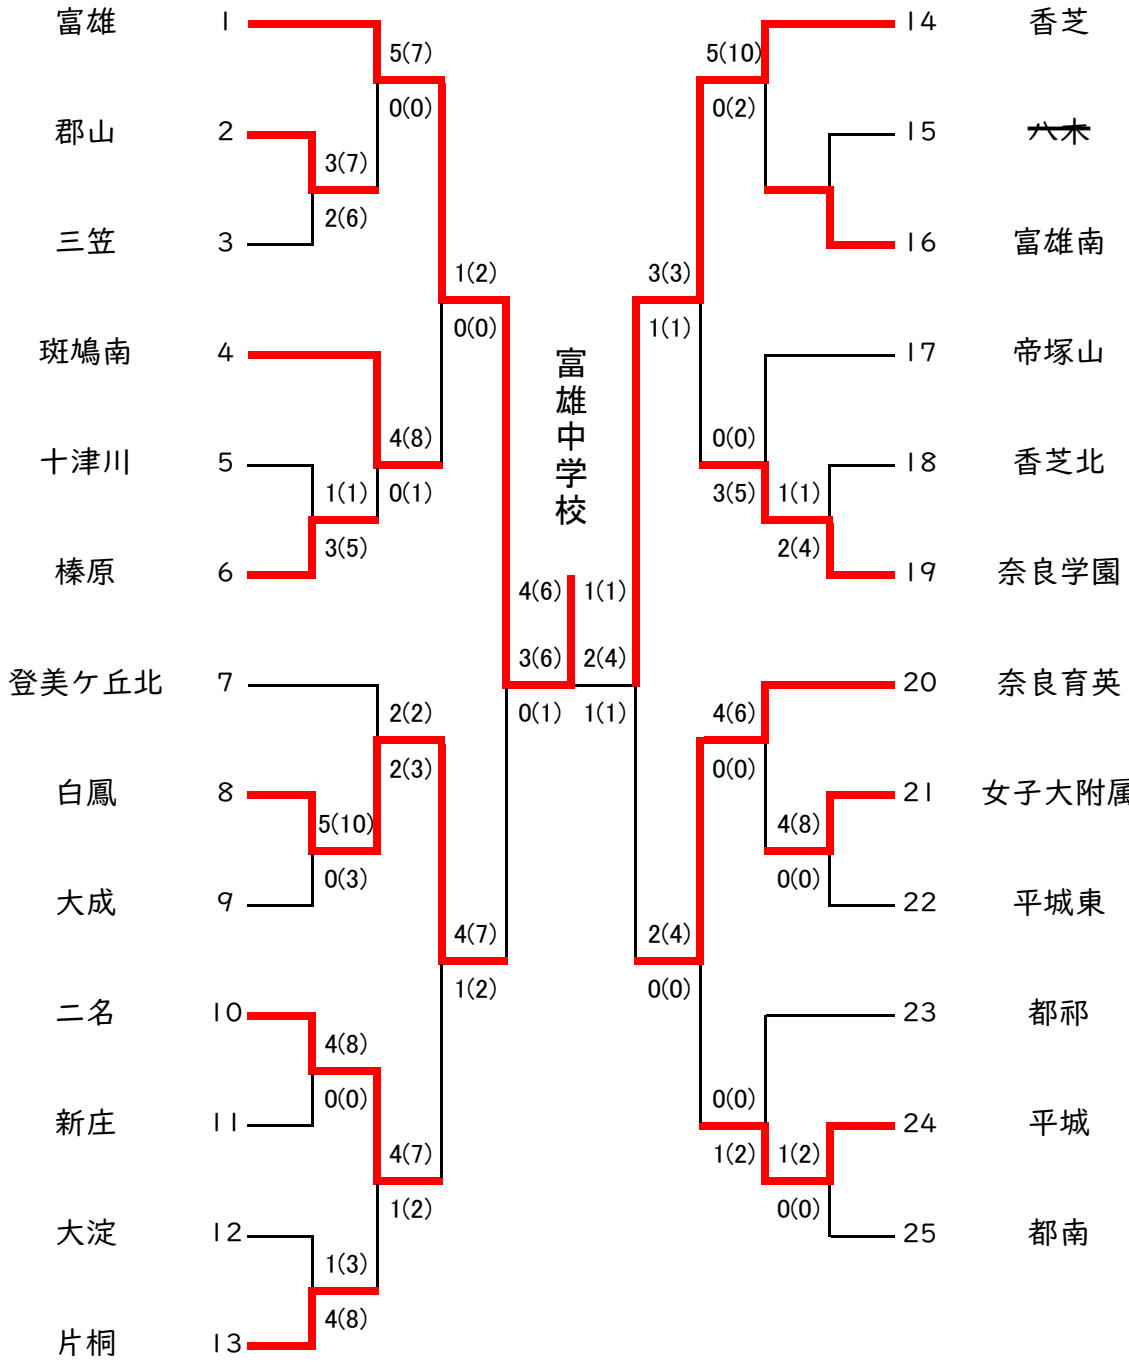 富雄 1
郡山 2
三笠 3
斑鳩南 4
十津川 5
榛原 6
登美ケ丘北 7
白鳳 8
大成 9
二名 10
新庄 11
大淀 12
片桐 13
5(7)
0(0)
3(7)
2(6)
1(2)
0(0)
4(8)
0(1)
1(1)
3(5)
2(2)
2(3)
5(10)
0(3)
4(7)
1(2)
4(8)
0(0)
4(7)
1(2)
1(3)
4(8)
富雄中学校
4(6) 1(1)
3(6) 2(4)
0(1) 1(1)
5(10)
0(2)
3(3)
1(1)
0(0)
3(5)
1(1)
2(4)
4(6)
0(0)
4(8)
0(0)
2(4)
0(0)
0(0)
1(2)
1(2)
0(0)
14 香芝
15 八木
16 富雄南
17 帝塚山
18 香芝北
19 奈良学園
20 奈良育英
21 女子大附属
22 平城東
23 都祁
24 平城
25 都南